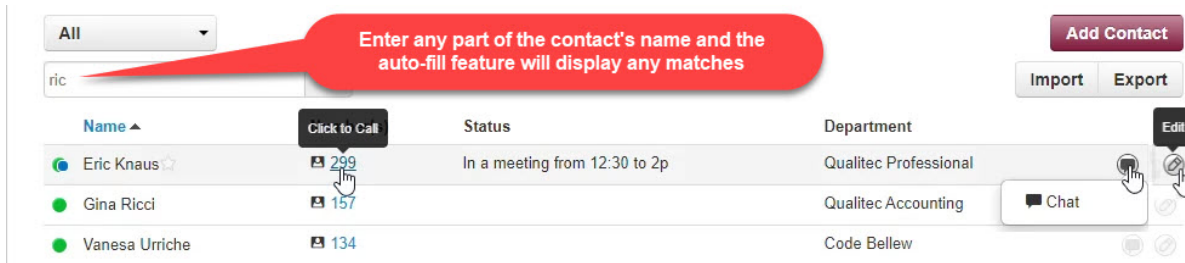 All
Enter any part of the contact's name and the
auto-fill feature will display any matches
Add Contact
ric
Import Export
Name Click to Call Status Department Edit
Eric Knaus 299 In a meeting from 12:30 to 2p Qualitec Professional
Gina Ricci 157 Qualitec Accounting Chat
Vanesa Urriche 134 Code Bellew